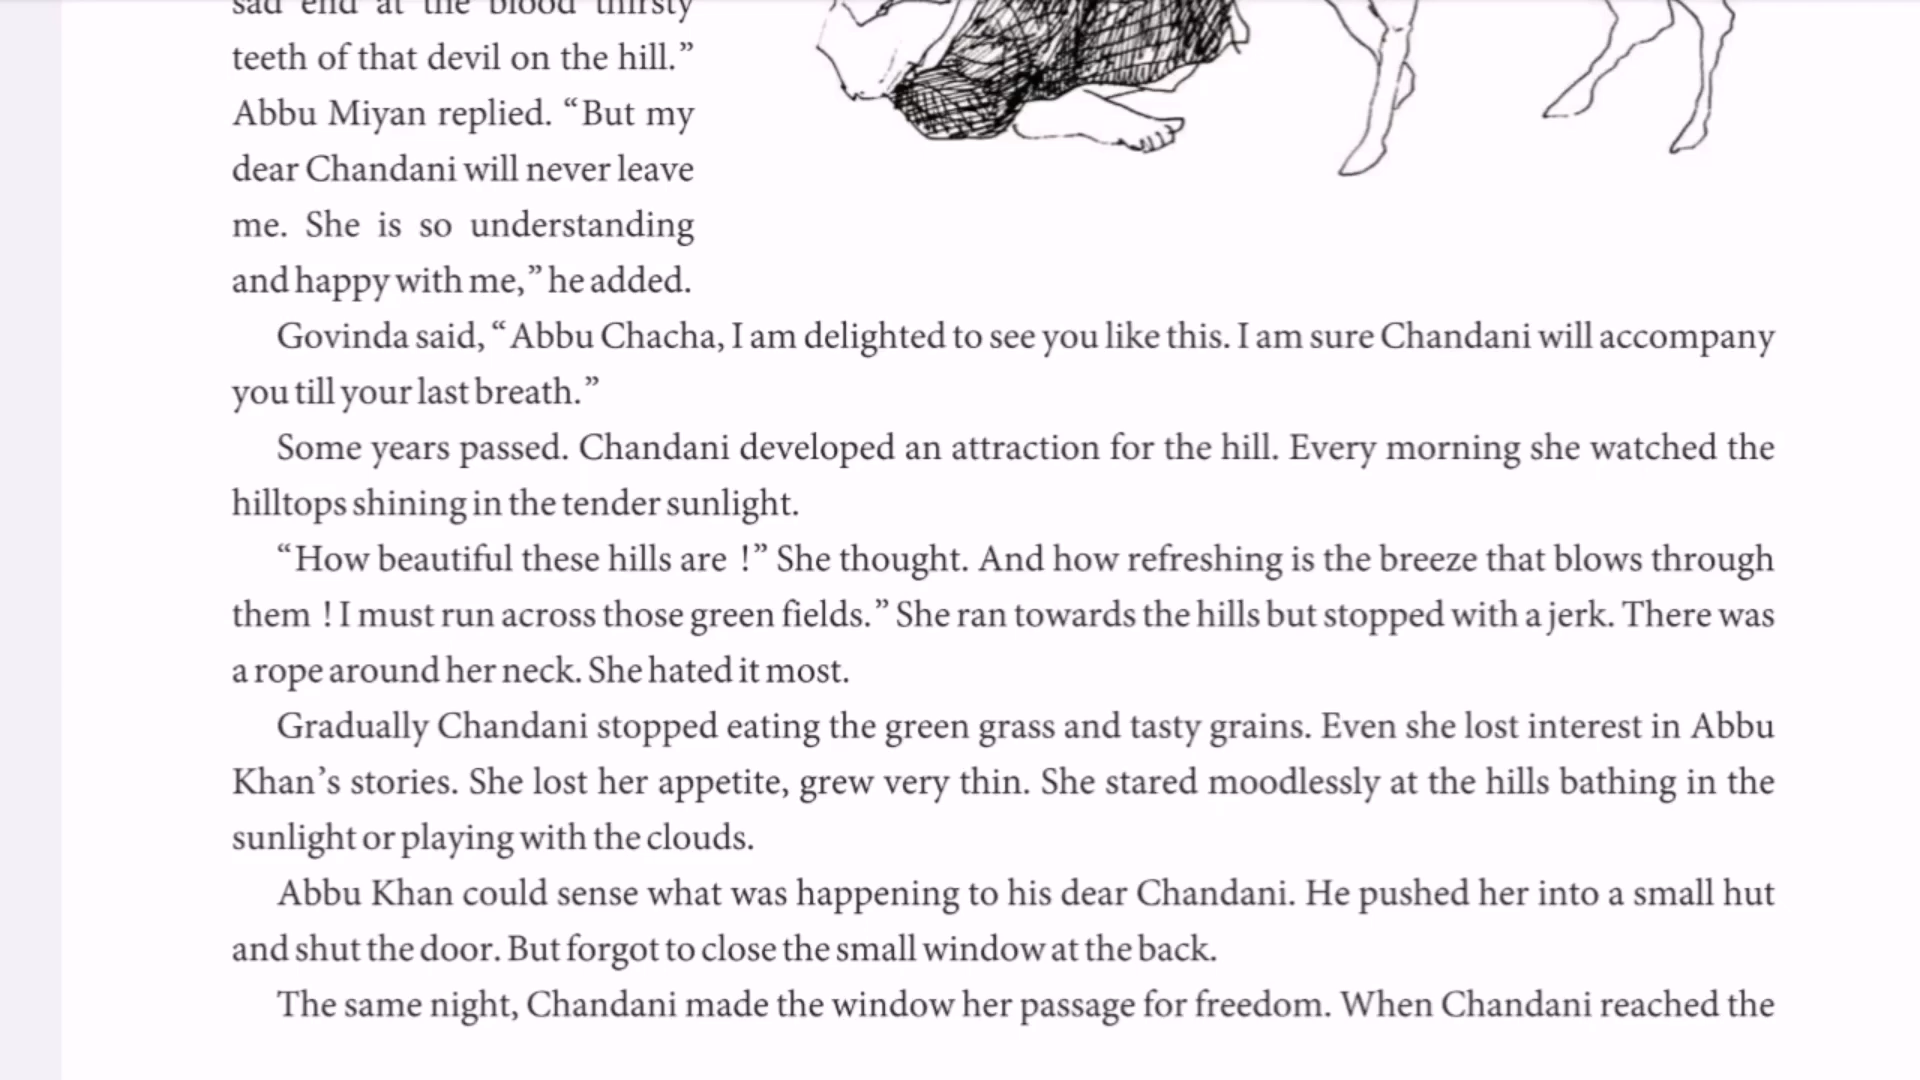 sad end at the blood thirsty
teeth of that devil on the hill.”
Abbu Miyan replied. “But my
dear Chandani will never leave
me. She is so understanding
and happy with me,” he added.
Govinda said, “Abbu Chacha, I am delighted to see you like this. I am sure Chandani will accompany
you till your last breath.”
Some years passed. Chandani developed an attraction for the hill. Every morning she watched the
hilltops shining in the tender sunlight.
“How beautiful these hills are !” She thought. And how refreshing is the breeze that blows through
them ! I must run across those green fields.” She ran towards the hills but stopped with a jerk. There was
a rope around her neck. She hated it most.
Gradually Chandani stopped eating the green grass and tasty grains. Even she lost interest in Abbu
Khan’s stories. She lost her appetite, grew very thin. She stared moodlessly at the hills bathing in the
sunlight or playing with the clouds.
Abbu Khan could sense what was happening to his dear Chandani. He pushed her into a small hut
and shut the door. But forgot to close the small window at the back.
The same night, Chandani made the window her passage for freedom. When Chandani reached the